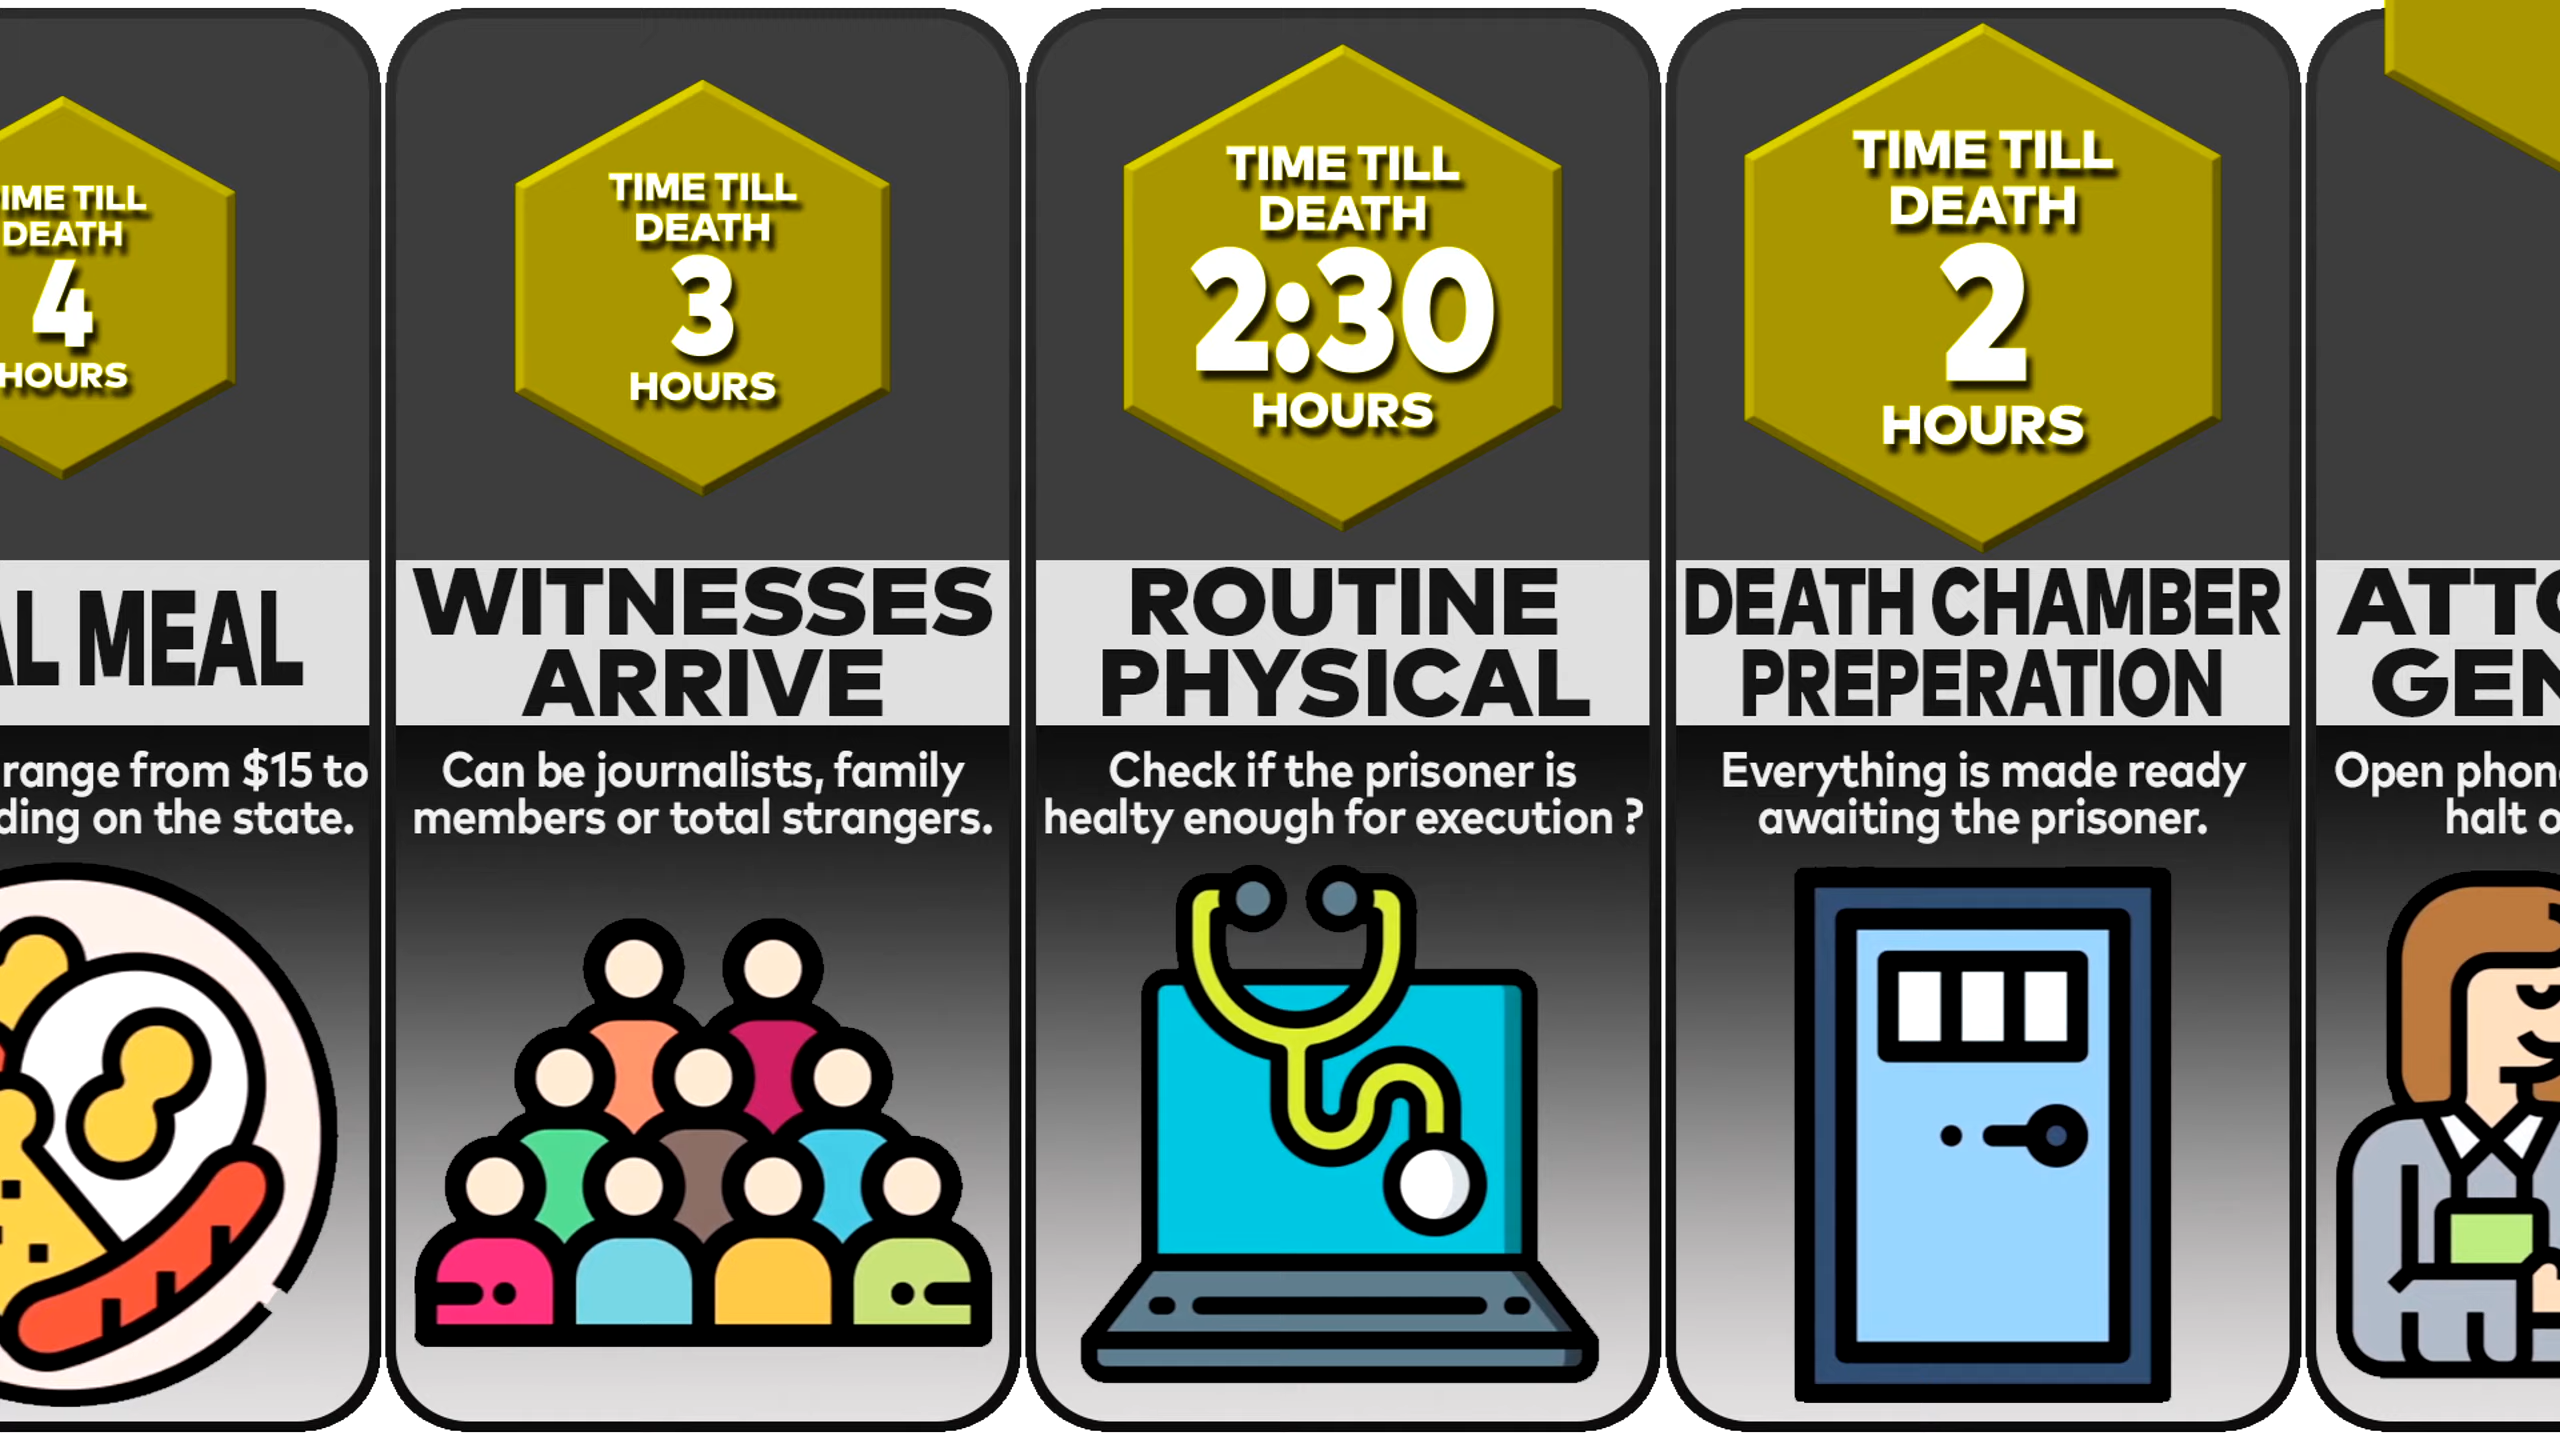 IME TILL
DEATH
4
HOURS
AL MEAL
range from $15 to
ding on the state.
TIME TILL
DEATH
3
HOURS
WITNESSES
ARRIVE
Can be journalists, family
members or total strangers.
TIME TILL
DEATH
2:30
HOURS
ROUTINE
PHYSICAL
Check if the prisoner is
healty enough for execution ?
TIME TILL
DEATH
2
HOURS
DEATH CHAMBER
PREPERATION
Everything is made ready
awaiting the prisoner.
ATTO
GEN
Open phon
halt o